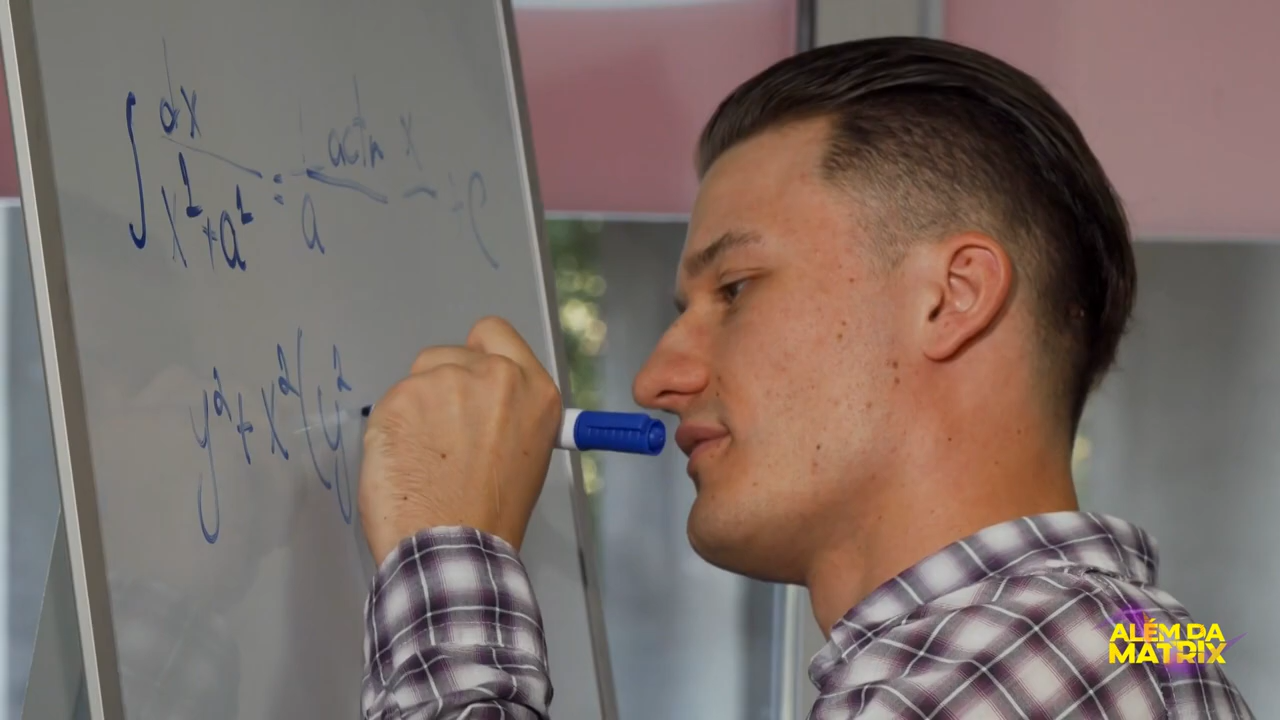 ∫ dx / x² + a² = 1 / a actn x / — + C
y² + x² ( y²
ALÉM DA
MATRIX